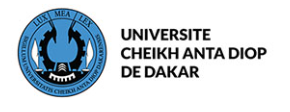 LUX MEA LEX
UNIVERSITE
CHEIKH ANTA DIOP
DE DAKAR